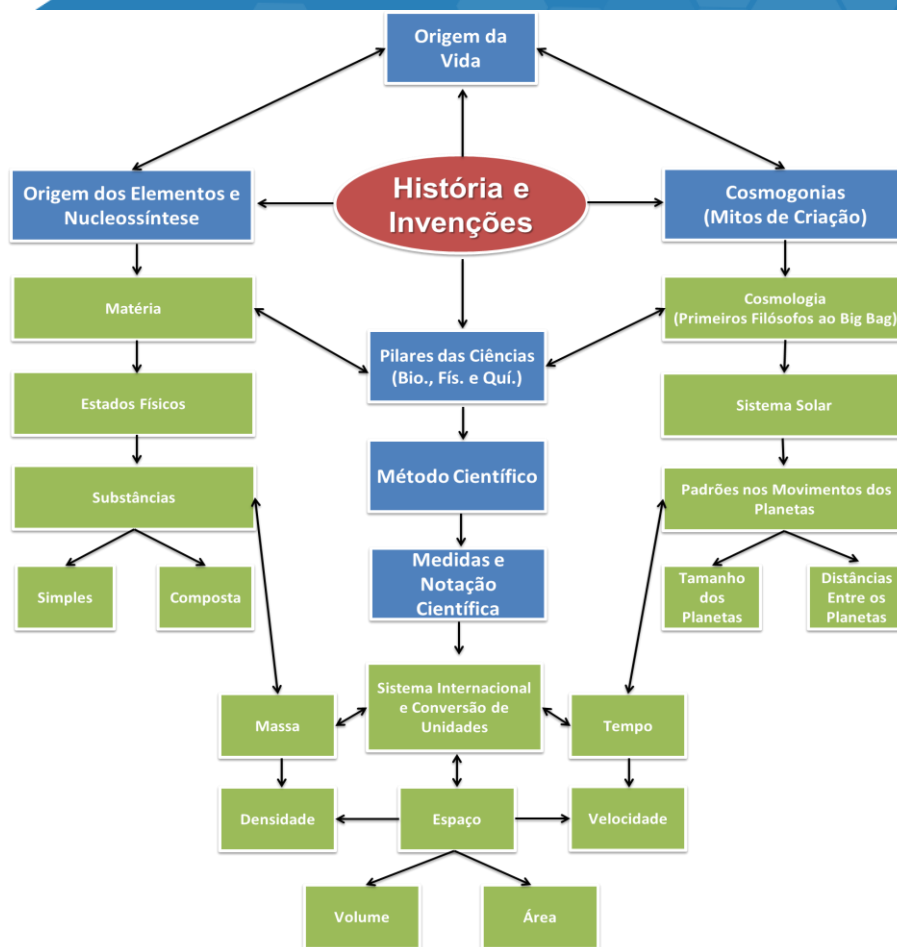 Origem da
Vida
Origem dos Elementos e
Nucleossíntese
História e
Invenções
Cosmogonias
(Mitos de Criação)
Matéria
Cosmologia
(Primeiros Filósofos ao Big Bag)
Pilares das Ciências
(Bio., Fís. e Quí.)
Estados Físicos
Sistema Solar
Método Científico
Substâncias
Padrões nos Movimentos dos
Planetas
Medidas e
Notação
Científica
Simples
Composta
Tamanho
dos
Planetas
Distâncias
Entre os
Planetas
Sistema Internacional
e Conversão de
Unidades
Massa
Tempo
Densidade
Espaço
Velocidade
Volume
Área